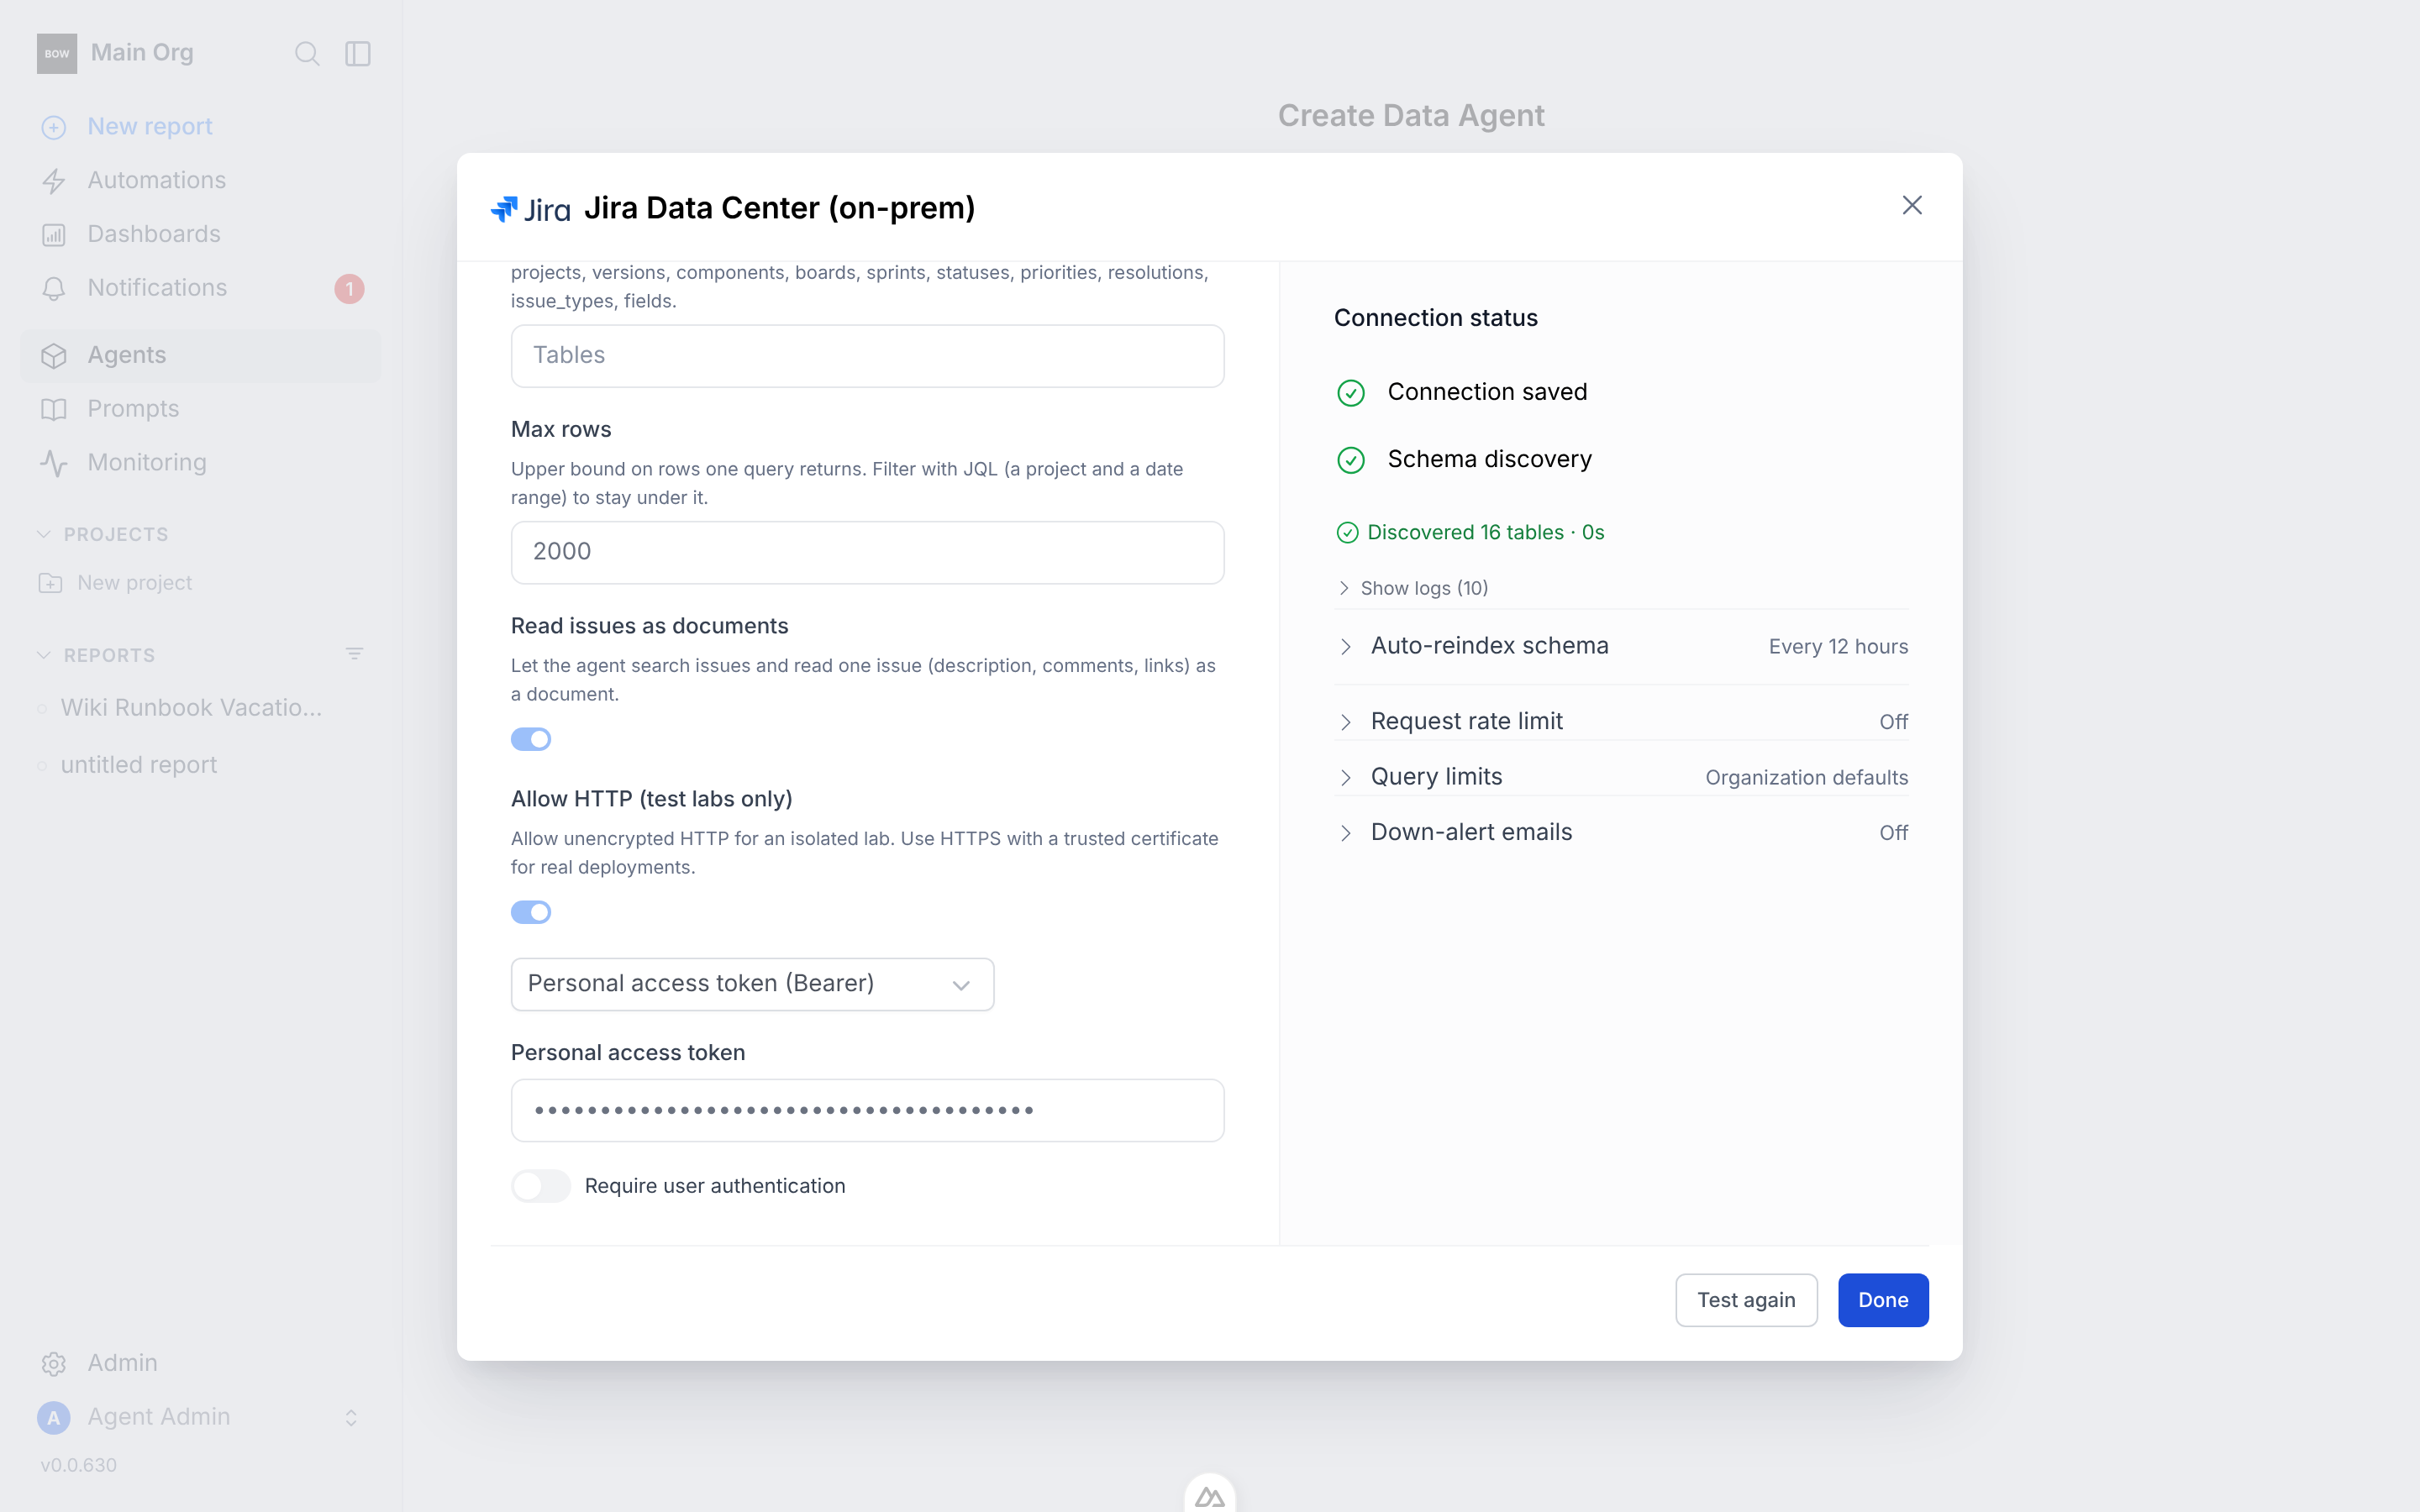 BOW
Main Org
New report
Automations
Dashboards
Notifications
1
Agents
Prompts
Monitoring
PROJECTS
New project
REPORTS
Wiki Runbook Vacatio...
untitled report
Admin
A
Agent Admin
v0.0.630
Create Data Agent
Jira
Jira Data Center (on-prem)
projects, versions, components, boards, sprints, statuses, priorities, resolutions,
issue_types, fields.
Tables
Max rows
Upper bound on rows one query returns. Filter with JQL (a project and a date
range) to stay under it.
2000
Read issues as documents
Let the agent search issues and read one issue (description, comments, links) as
a document.
Allow HTTP (test labs only)
Allow unencrypted HTTP for an isolated lab. Use HTTPS with a trusted certificate
for real deployments.
Personal access token (Bearer)
Personal access token
••••••••••••••••••••••••••••••••••••••
Require user authentication
Connection status
Connection saved
Schema discovery
Discovered 16 tables · 0s
Show logs (10)
Auto-reindex schema
Every 12 hours
Request rate limit
Off
Query limits
Organization defaults
Down-alert emails
Off
Test again
Done